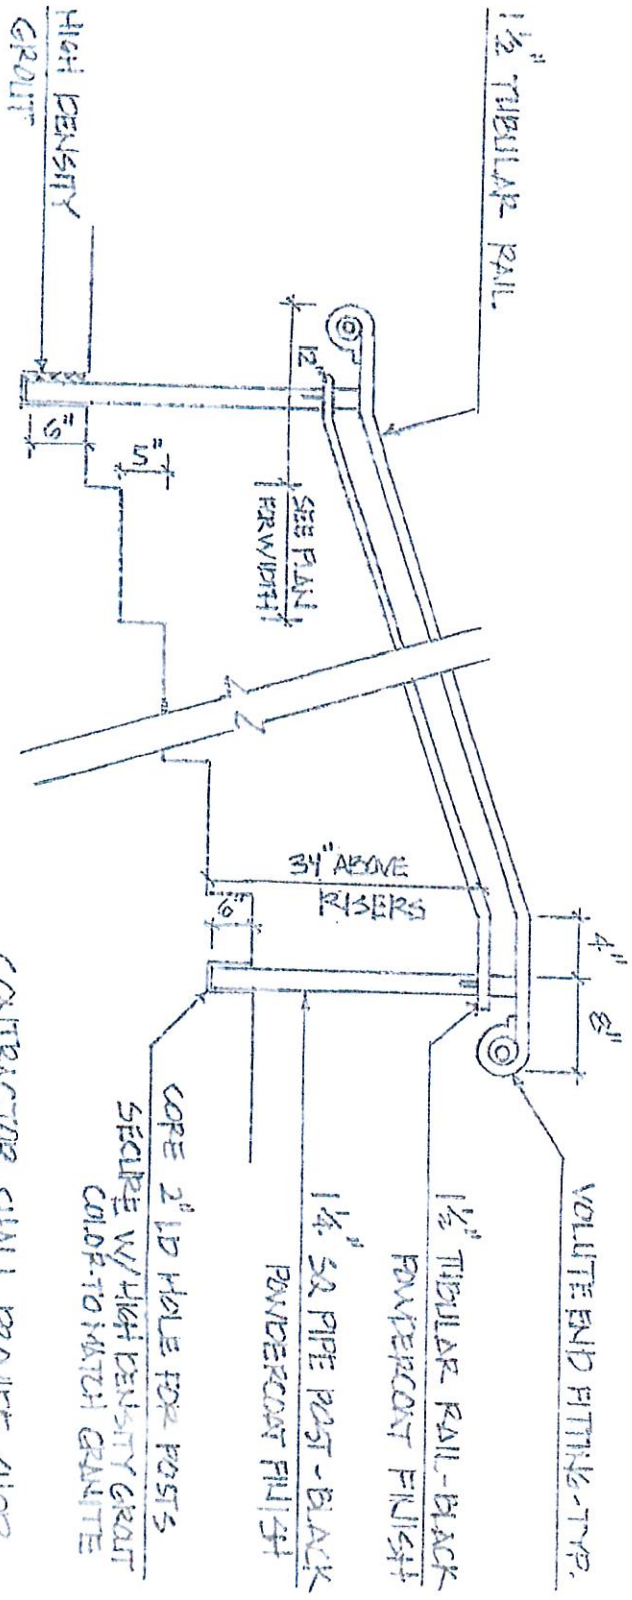 1½" TUBULAR RAIL
HIGH DENSITY
GROUT
12"
6"
5"
SEE PLAN
FOR WIDTH
34" ABOVE
RISERS
6"
4"
8"
VOLUTE END FITTING-TYP.
1½" TUBULAR RAIL-BLACK
POWDERCOAT FINISH
1¼" SQ PIPE POST-BLACK
POWDERCOAT FINISH
CORE 2" I.D HOLE FOR POSTS
SECURE W/HIGH DENSITY GROUT
COLOR TO MATCH GRANITE
CONTRACTOR SHALL